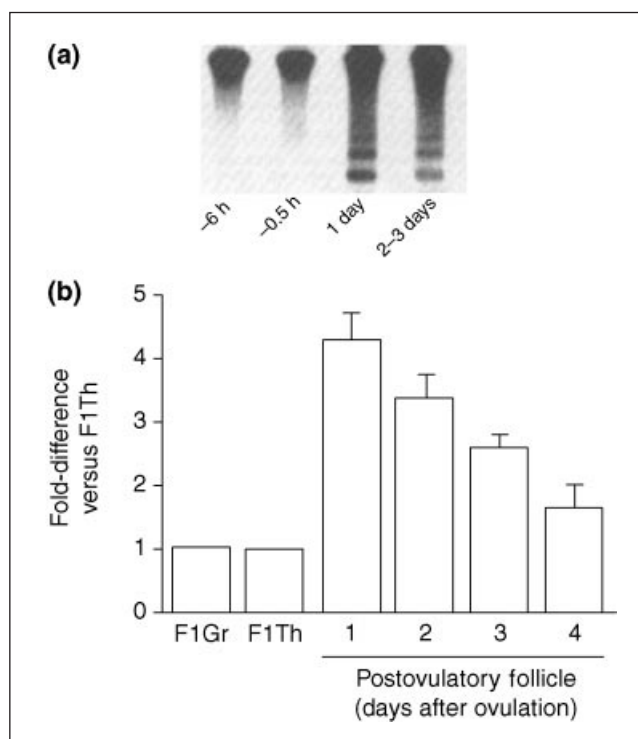 (a)
–6 h
–0.5 h
1 day
2–3 days
(b)
Fold-difference
versus F1Th
5
4
3
2
1
0
F1Gr F1Th 1 2 3 4
Postovulatory follicle
(days after ovulation)